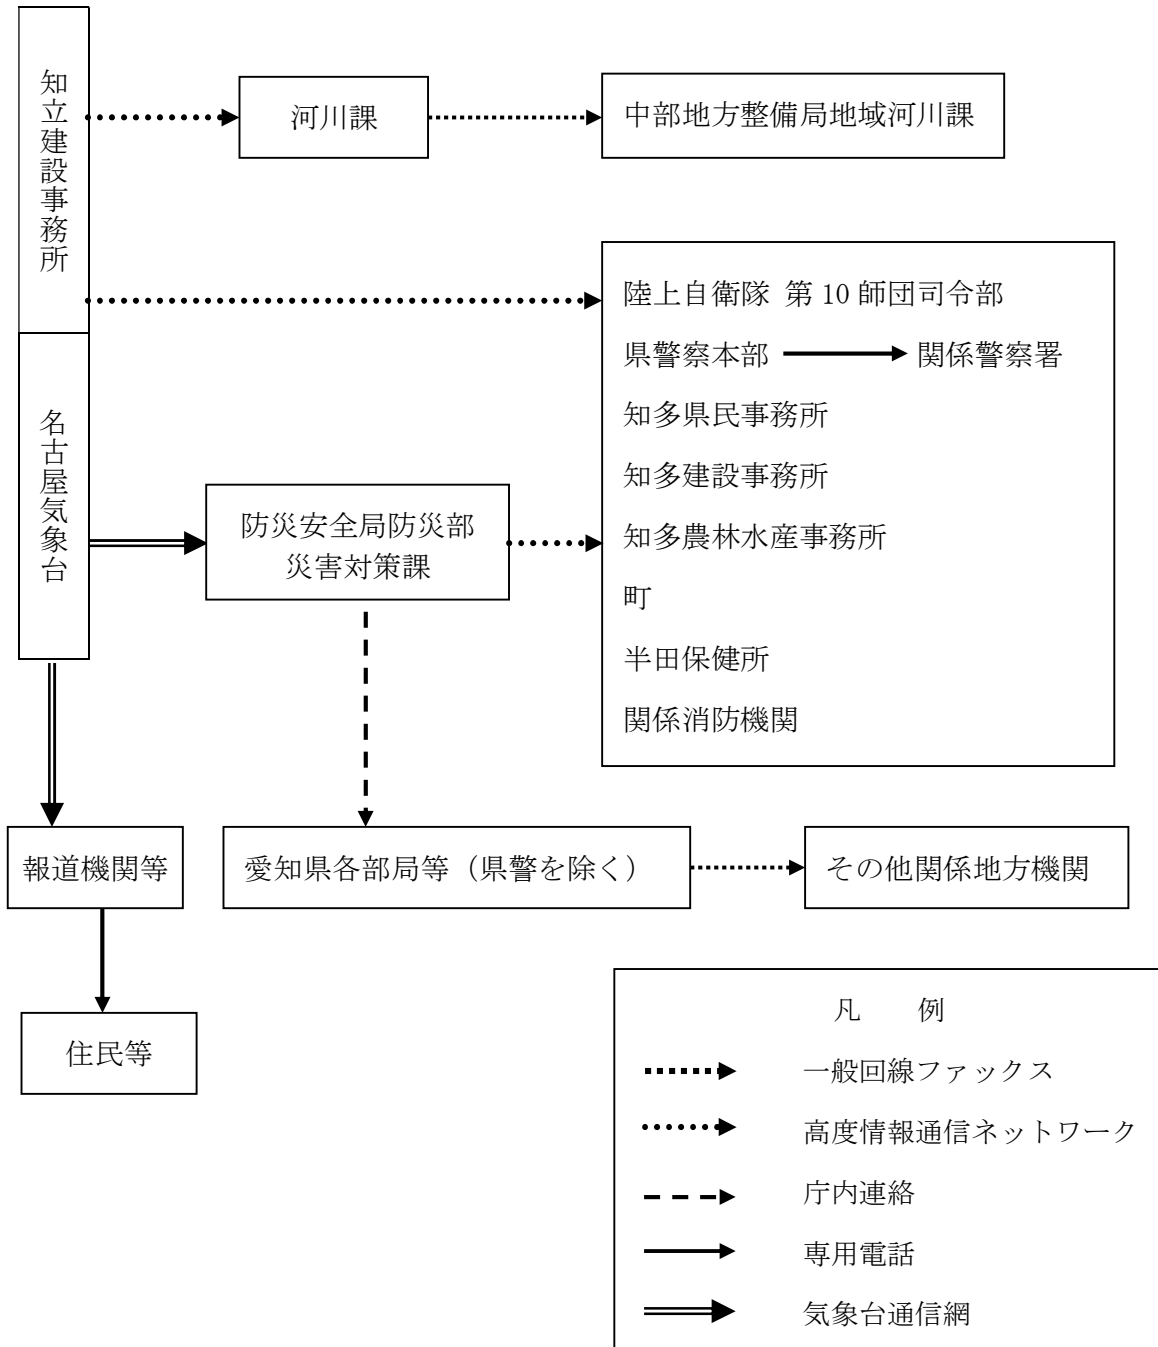 知立建設事務所
河川課
中部地方整備局地域河川課
陸上自衛隊 第 10 師団司令部
県警察本部
関係警察署
知多県民事務所
知多建設事務所
知多農林水産事務所
町
半田保健所
関係消防機関
名古屋気象台
防災安全局防災部
災害対策課
報道機関等
愛知県各部局等（県警を除く）
その他関係地方機関
住民等
凡　例
一般回線ファックス
高度情報通信ネットワーク
庁内連絡
専用電話
気象台通信網